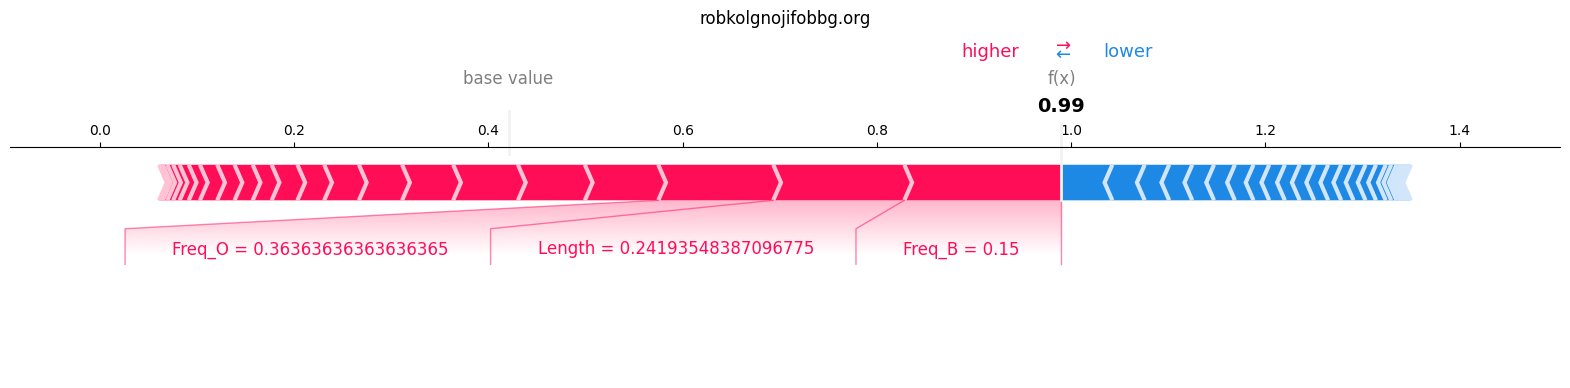 robkolgnojifobbg.org
higher → ← lower
base value f(x)
0.99
0.0 0.2 0.4 0.6 0.8 1.0 1.2 1.4
Freq_O = 0.36363636363636365 Length = 0.24193548387096775 Freq_B = 0.15